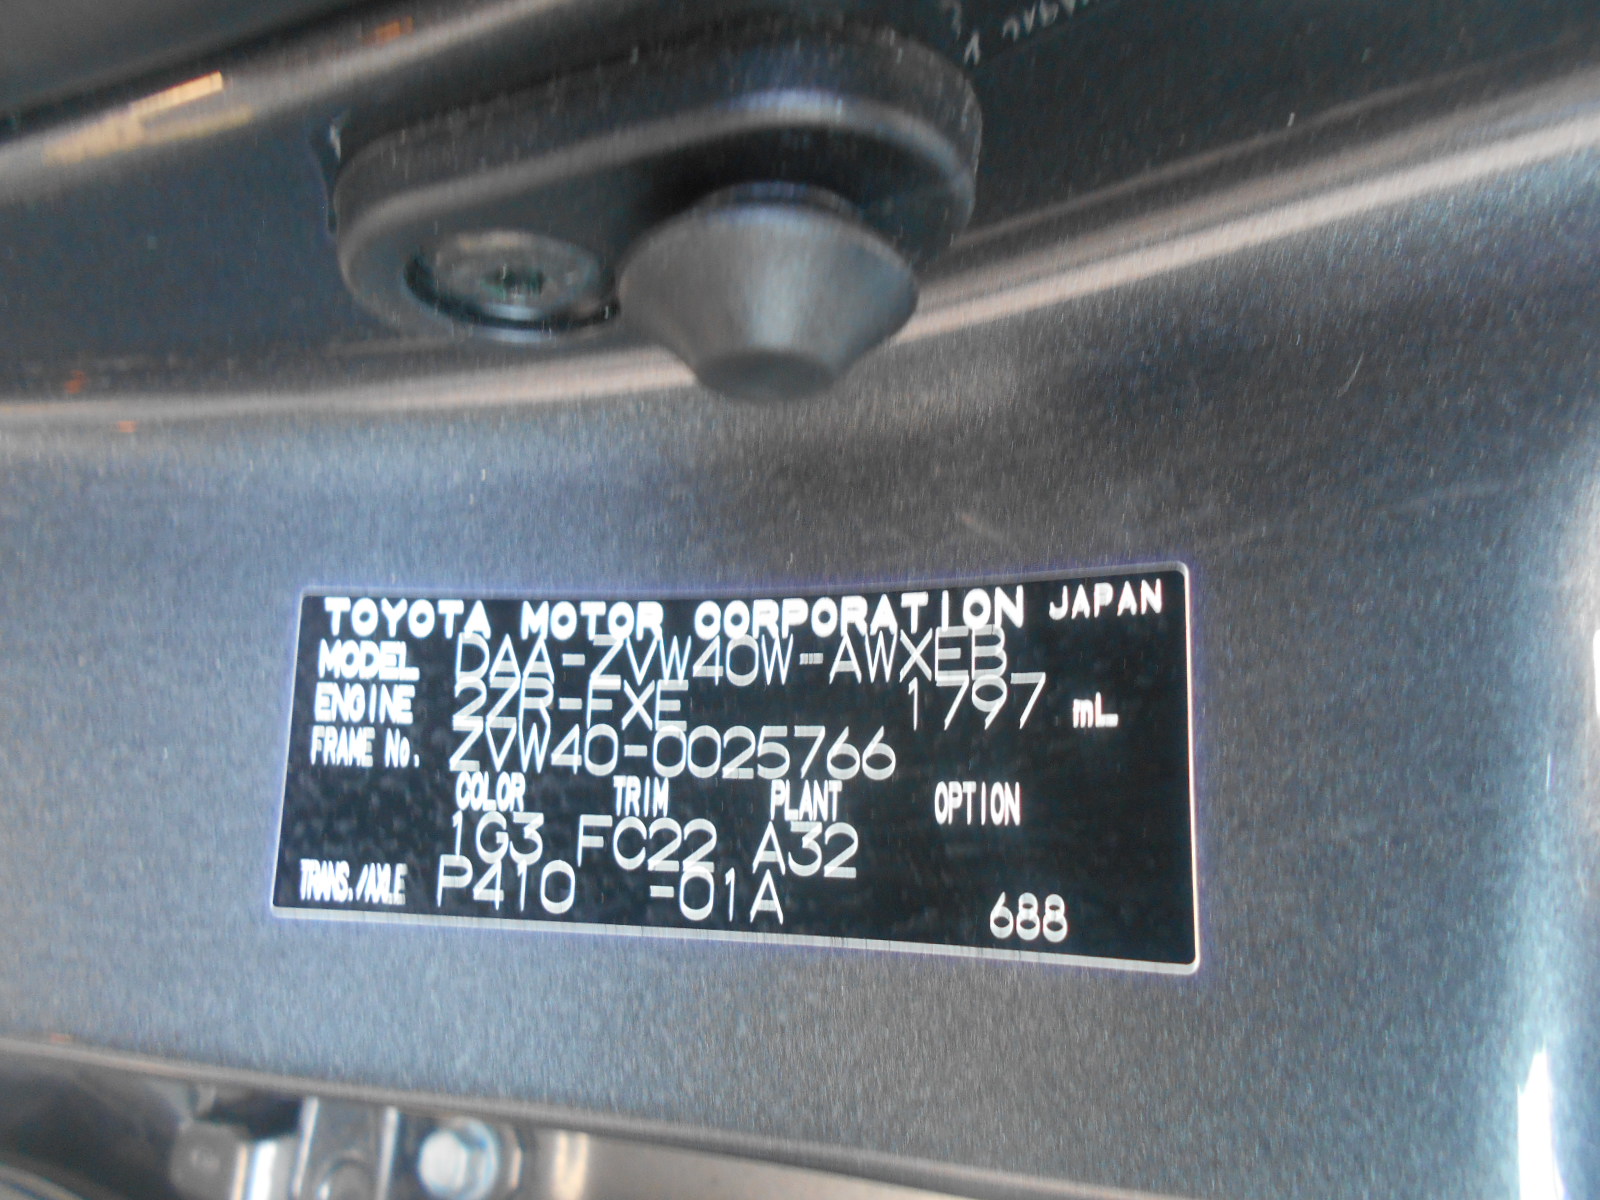 TOYOTA MOTOR CORPORATION JAPAN
MODEL DAA-ZVW40W-AWXEB
ENGINE 2ZR-FXE 1797 mL
FRAME No. ZVW40-0025766
COLOR TRIM PLANT OPTION
1G3 FC22 A32
TRANS./AXLE P410 -01A 688